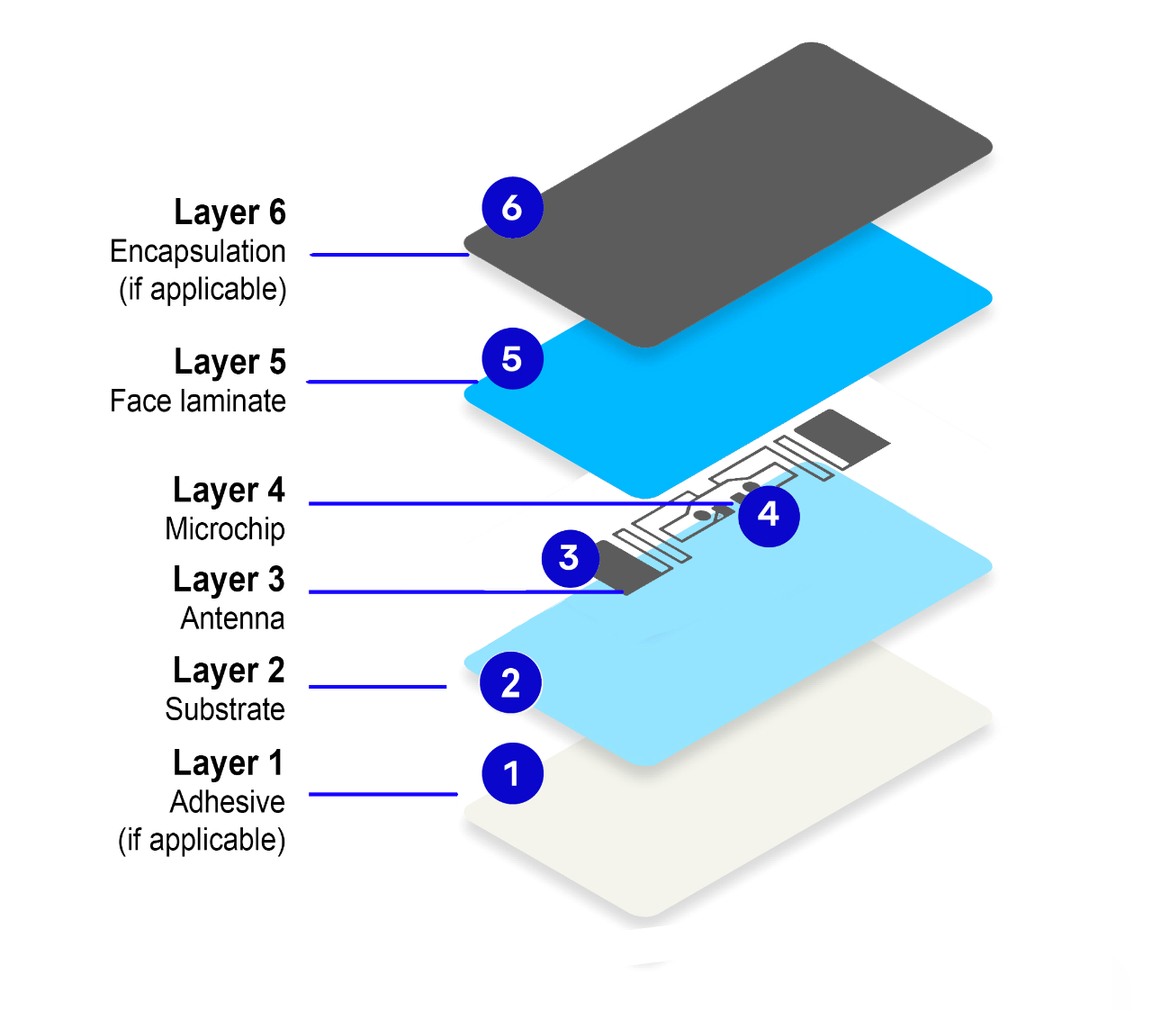 Layer 6
Encapsulation
(if applicable)
6
Layer 5
Face laminate
5
Layer 4
Microchip
4
Layer 3
Antenna
3
Layer 2
Substrate
2
Layer 1
Adhesive
(if applicable)
1